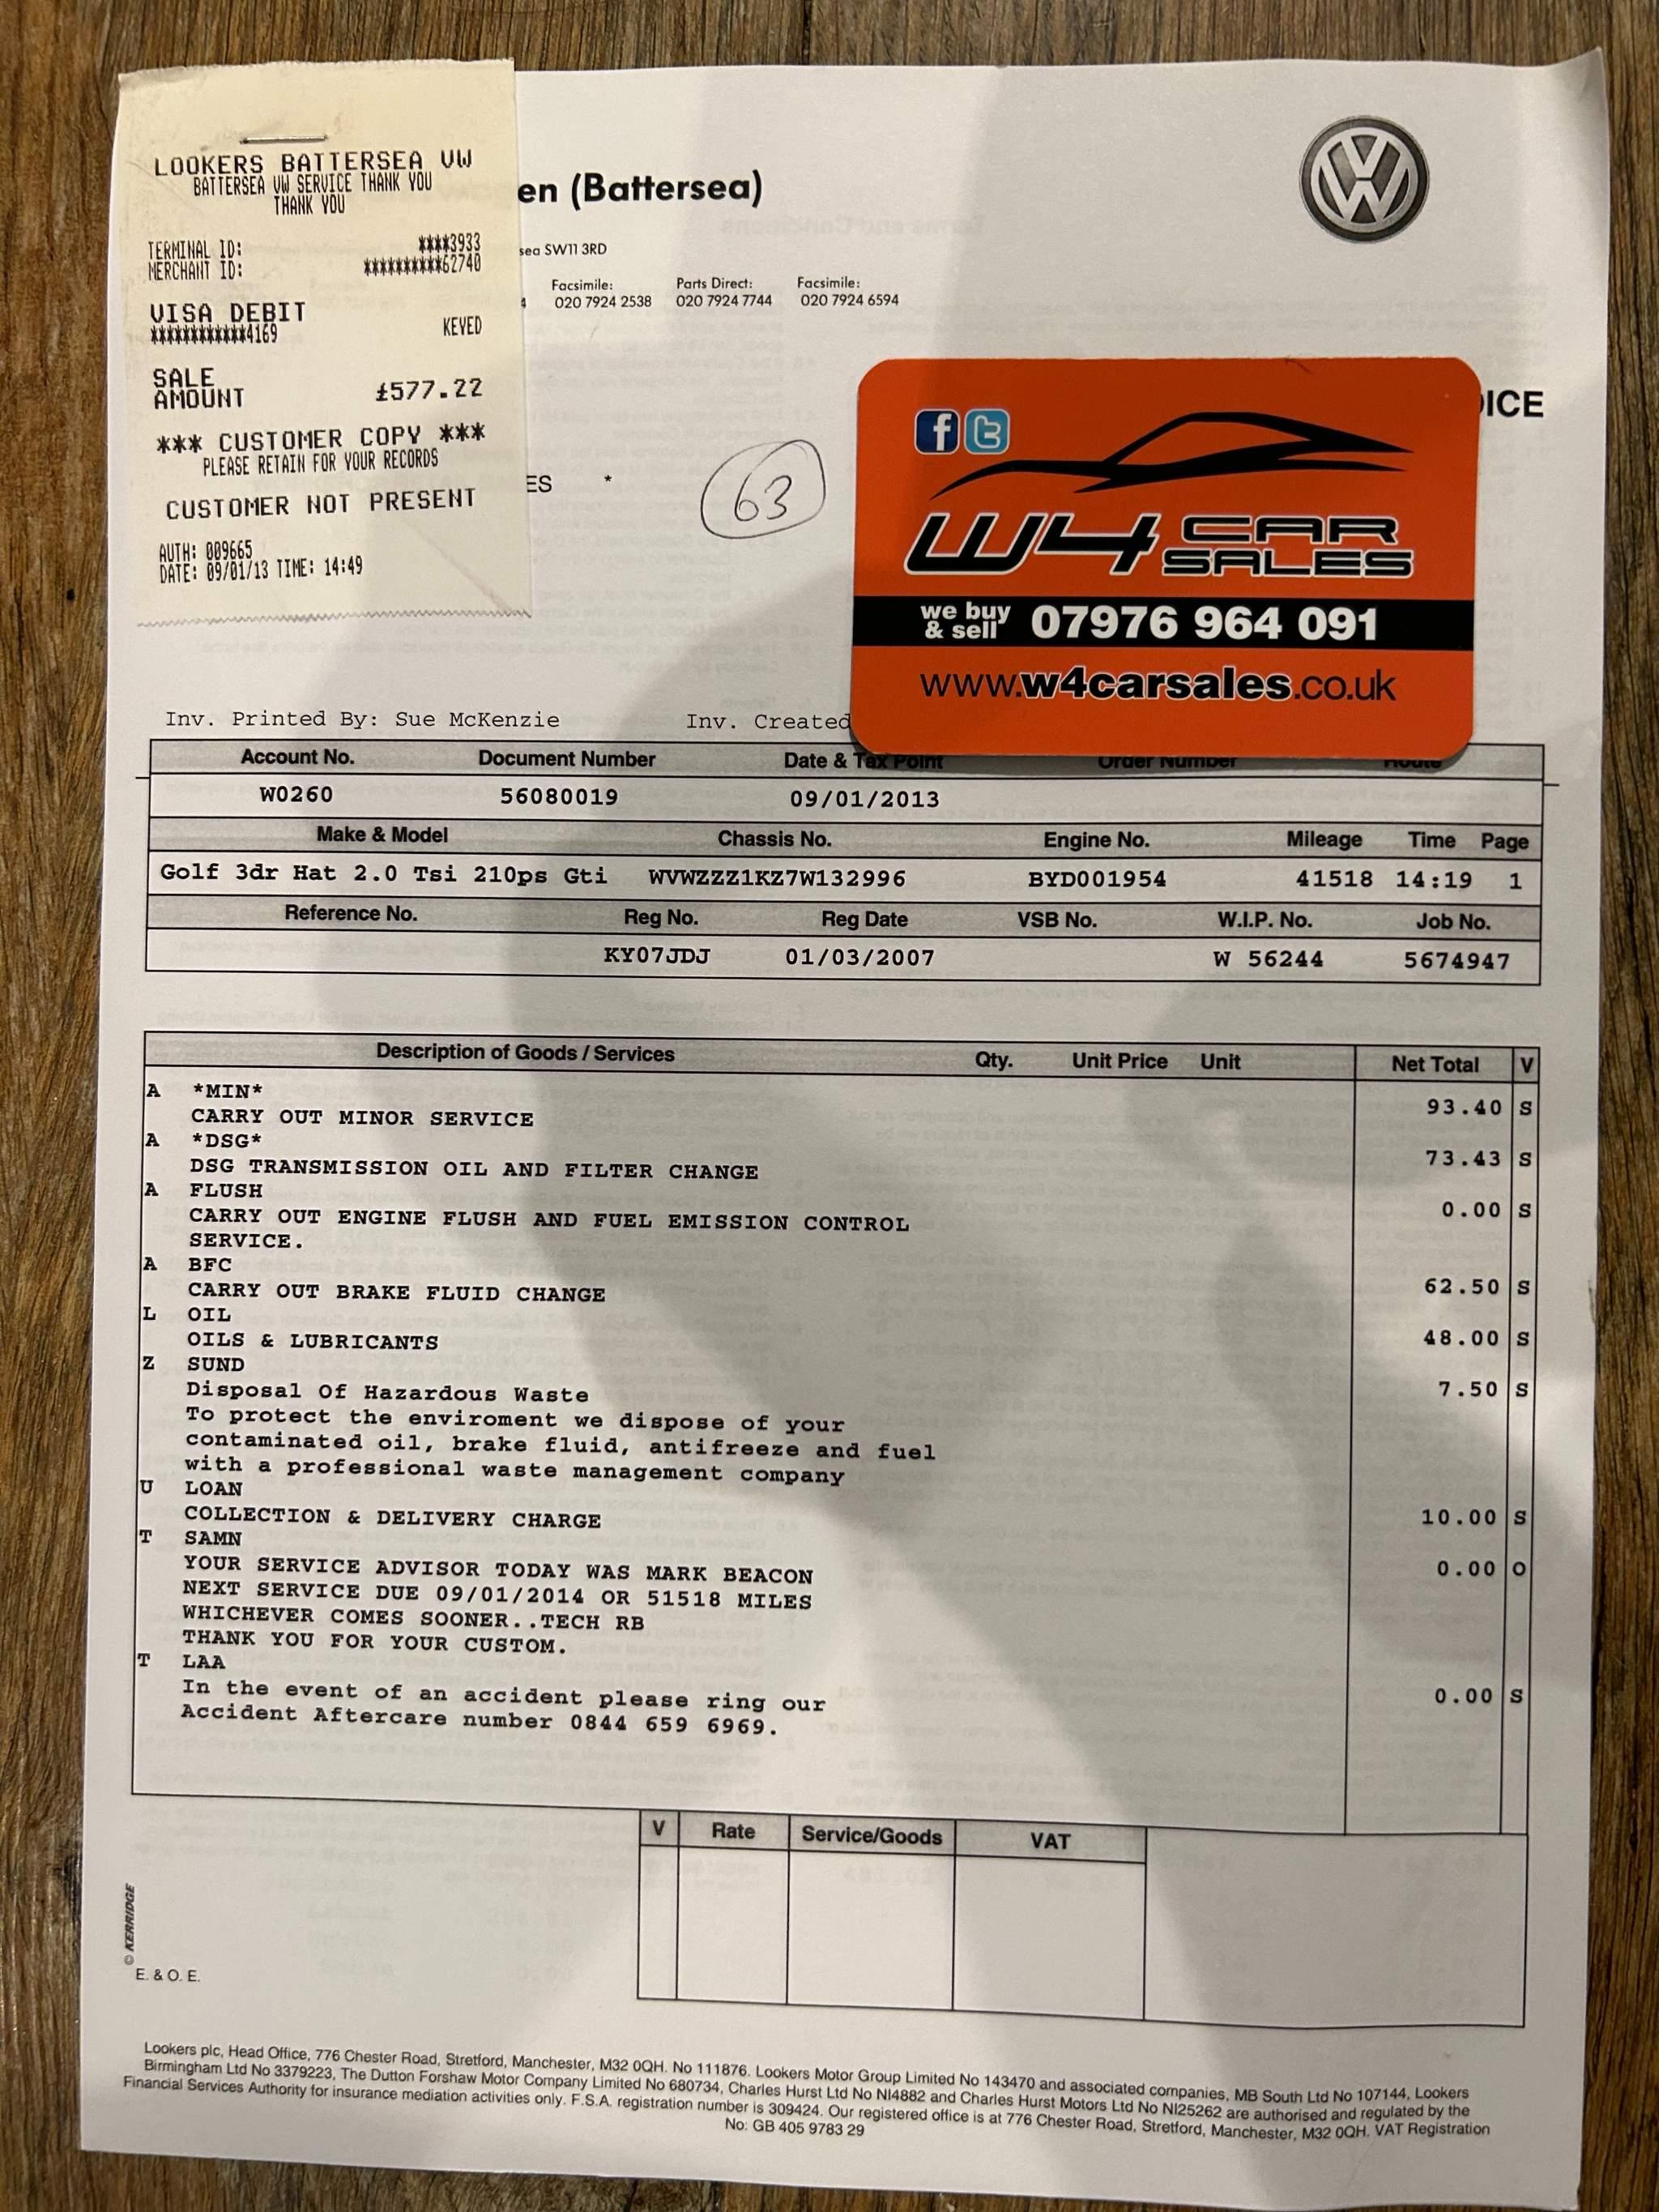 LOOKERS BATTERSEA VW
BATTERSEA VW SERVICE THANK YOU
THANK YOU
TERMINAL ID: ****3933
MERCHANT ID: **********62740
VISA DEBIT
************4169 KEYED
SALE
AMOUNT £577.22
*** CUSTOMER COPY ***
PLEASE RETAIN FOR YOUR RECORDS
CUSTOMER NOT PRESENT
AUTH: 009665
DATE: 09/01/13 TIME: 14:49
en (Battersea)
sea SW11 3RD
Facsimile: Parts Direct: Facsimile:
4 020 7924 2538 020 7924 7744 020 7924 6594
VW
OICE
ES *
63
f t
W4 CAR
SALES
we buy
& sell 07976 964 091
www.w4carsales.co.uk
Inv. Printed By: Sue McKenzie Inv. Created
Account No. Document Number Date & Tax Point Order Number Route
W0260 56080019 09/01/2013
Make & Model Chassis No. Engine No. Mileage Time Page
Golf 3dr Hat 2.0 Tsi 210ps Gti WVWZZZ1KZ7W132996 BYD001954 41518 14:19 1
Reference No. Reg No. Reg Date VSB No. W.I.P. No. Job No.
KY07JDJ 01/03/2007 W 56244 5674947
Description of Goods / Services Qty. Unit Price Unit Net Total V
A *MIN*
CARRY OUT MINOR SERVICE 93.40 S
A *DSG*
DSG TRANSMISSION OIL AND FILTER CHANGE 73.43 S
A FLUSH
CARRY OUT ENGINE FLUSH AND FUEL EMISSION CONTROL 0.00 S
SERVICE.
A BFC
CARRY OUT BRAKE FLUID CHANGE 62.50 S
L OIL
OILS & LUBRICANTS 48.00 S
Z SUND
Disposal Of Hazardous Waste 7.50 S
To protect the enviroment we dispose of your
contaminated oil, brake fluid, antifreeze and fuel
with a professional waste management company
U LOAN
COLLECTION & DELIVERY CHARGE 10.00 S
T SAMN
YOUR SERVICE ADVISOR TODAY WAS MARK BEACON 0.00 O
NEXT SERVICE DUE 09/01/2014 OR 51518 MILES
WHICHEVER COMES SOONER..TECH RB
THANK YOU FOR YOUR CUSTOM.
T LAA
In the event of an accident please ring our 0.00 S
Accident Aftercare number 0844 659 6969.
V Rate Service/Goods VAT
© KERRIDGE
E. & O. E.
Lookers plc, Head Office, 776 Chester Road, Stretford, Manchester, M32 0QH. No 111876. Lookers Motor Group Limited No 143470 and associated companies, MB South Ltd No 107144, Lookers
Birmingham Ltd No 3379223, The Dutton Forshaw Motor Company Limited No 680734, Charles Hurst Ltd No NI4882 and Charles Hurst Motors Ltd No NI25262 are authorised and regulated by the
Financial Services Authority for insurance mediation activities only. F.S.A. registration number is 309424. Our registered office is at 776 Chester Road, Stretford, Manchester, M32 0QH. VAT Registration
No: GB 405 9783 29